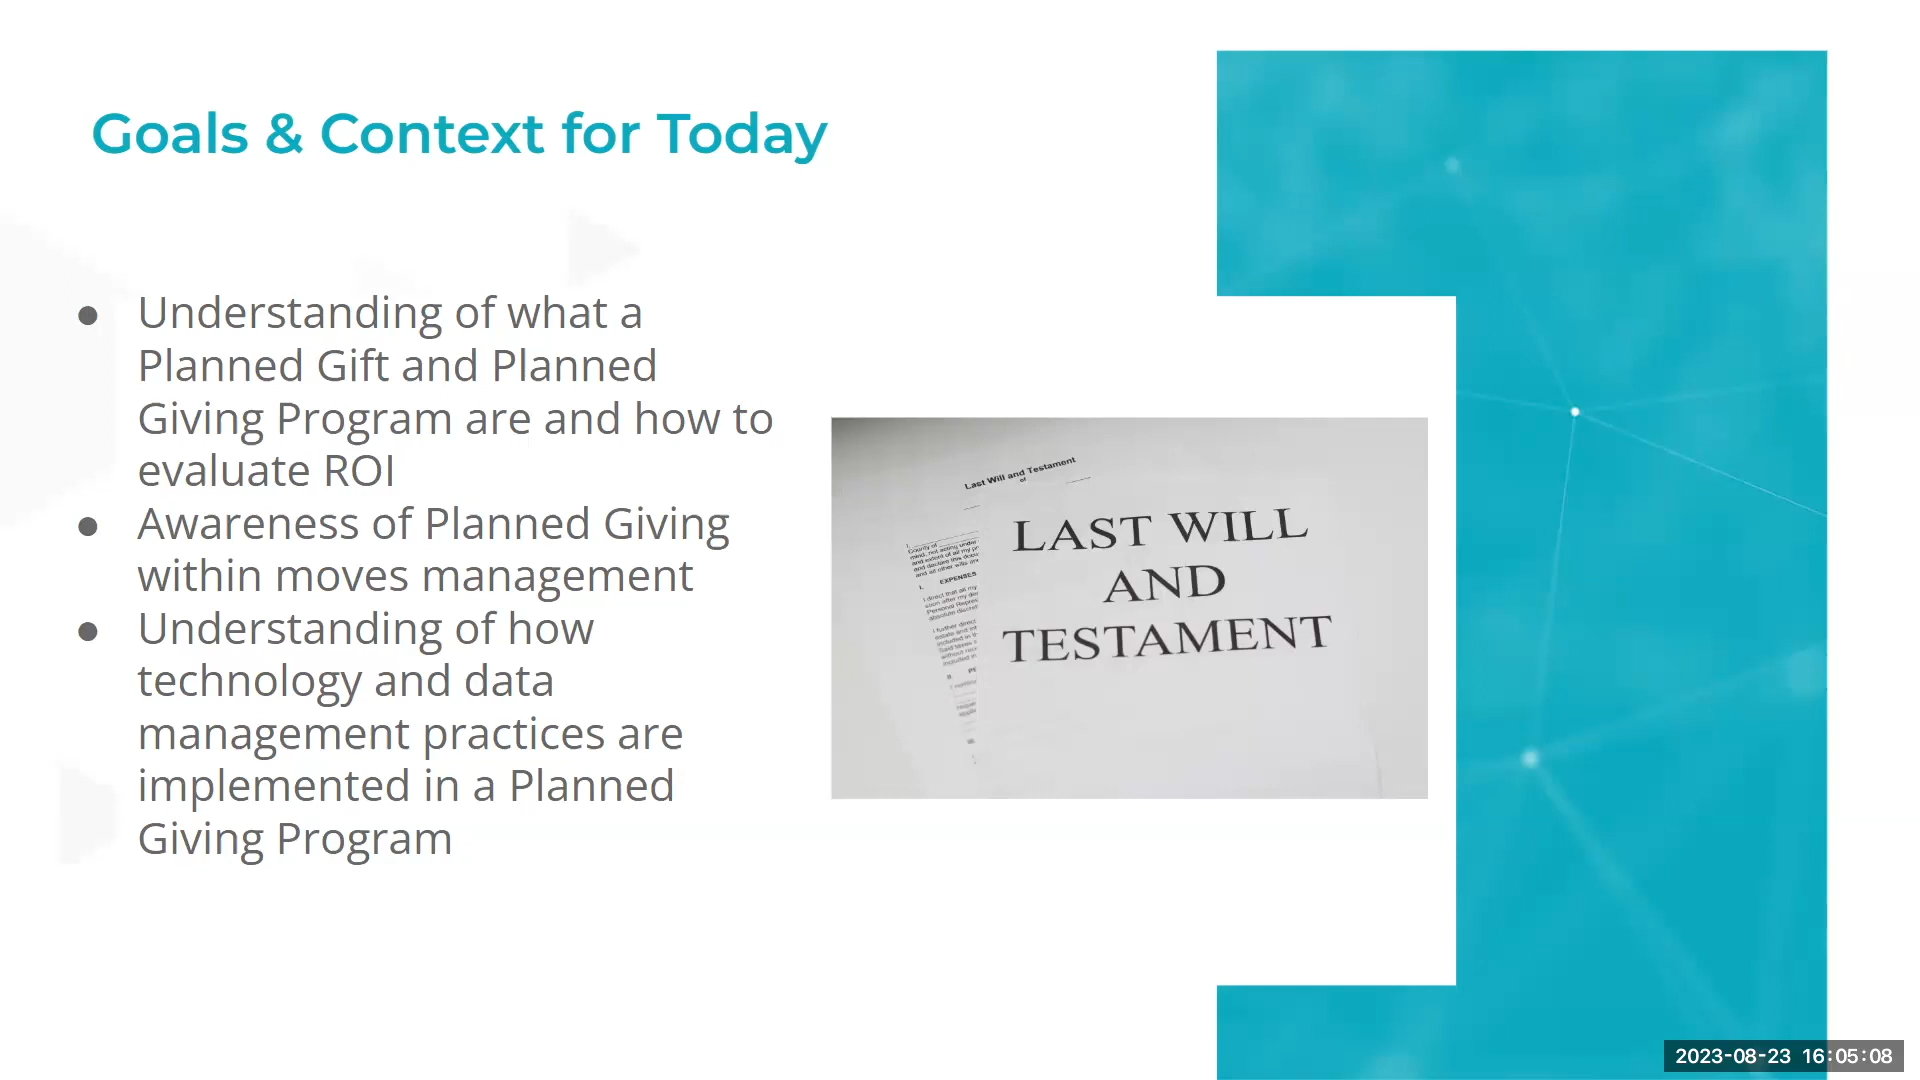 Goals & Context for Today
● Understanding of what a
Planned Gift and Planned
Giving Program are and how to
evaluate ROI
● Awareness of Planned Giving
within moves management
● Understanding of how
technology and data
management practices are
implemented in a Planned
Giving Program
Last Will and Testament
of
EXPENSES
LAST WILL
AND
TESTAMENT
2023-08-23 16:05:08